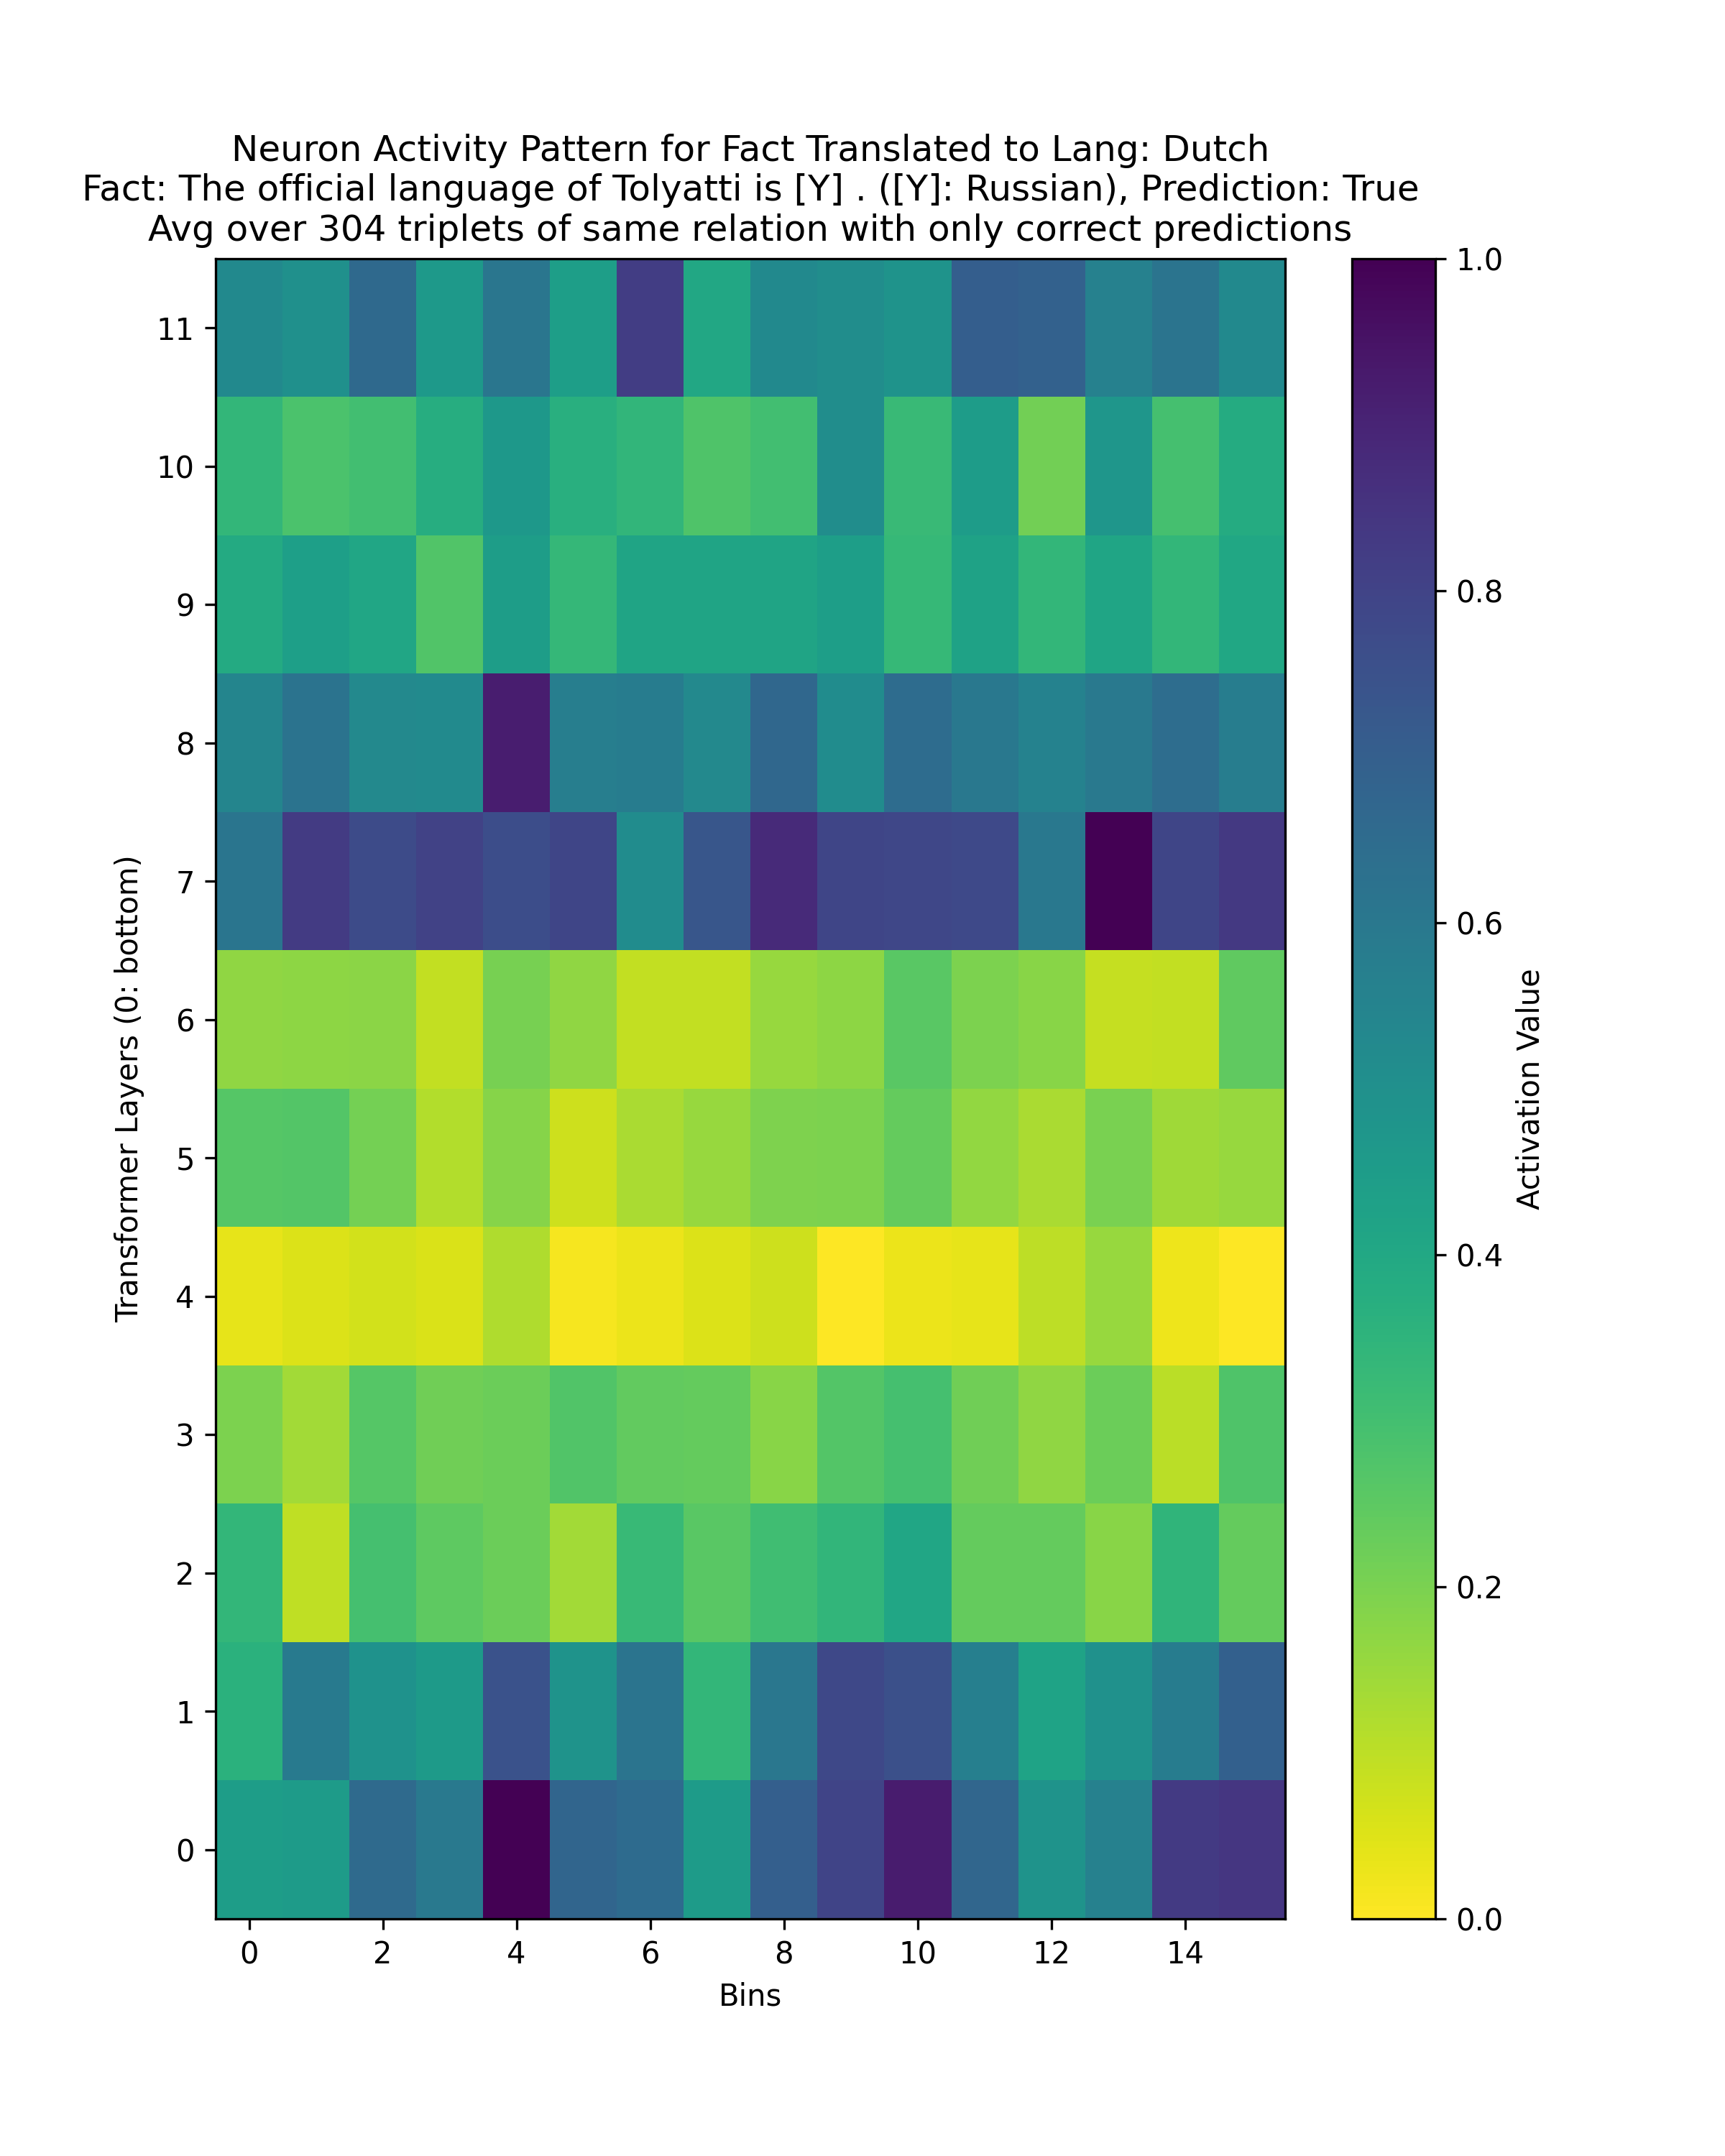 Neuron Activity Pattern for Fact Translated to Lang: Dutch
Fact: The official language of Tolyatti is [Y] . ([Y]: Russian), Prediction: True
Avg over 304 triplets of same relation with only correct predictions
Transformer Layers (0: bottom)
11
10
9
8
7
6
5
4
3
2
1
0
0 2 4 6 8 10 12 14
Bins
1.0
0.8
0.6
0.4
0.2
0.0
Activation Value